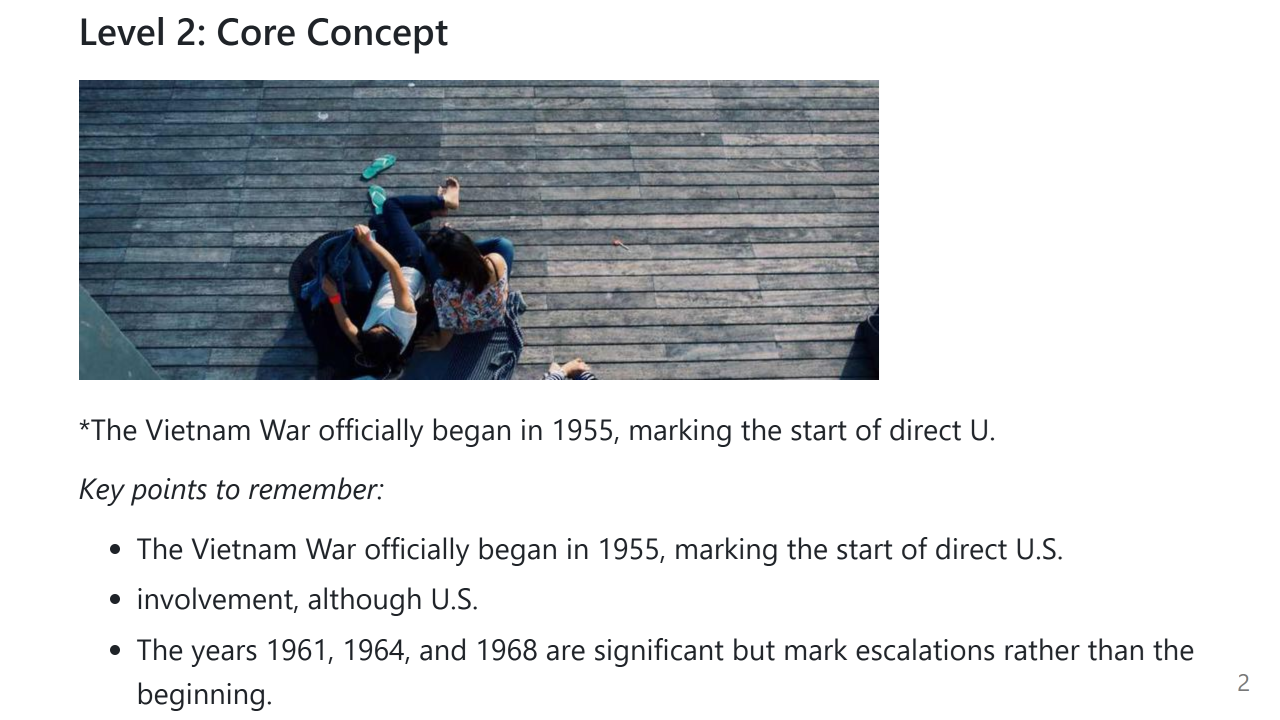 Level 2: Core Concept
*The Vietnam War officially began in 1955, marking the start of direct U.
Key points to remember:
• The Vietnam War officially began in 1955, marking the start of direct U.S.
• involvement, although U.S.
• The years 1961, 1964, and 1968 are significant but mark escalations rather than the
beginning.
2